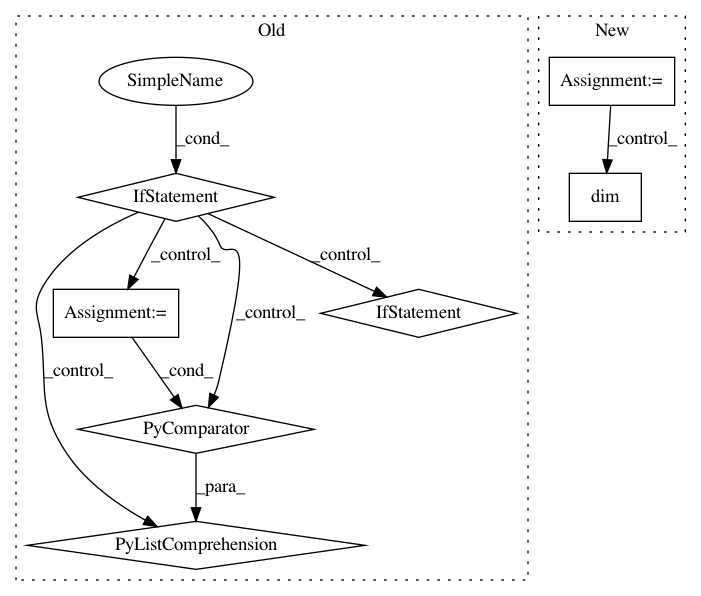 Old
New
SimpleName
Assignment:=
_cond_
_control_
IfStatement
dim
_control_
_control_
Assignment:=
_control_
IfStatement
_control_
_cond_
PyComparator
_para_
PyListComprehension